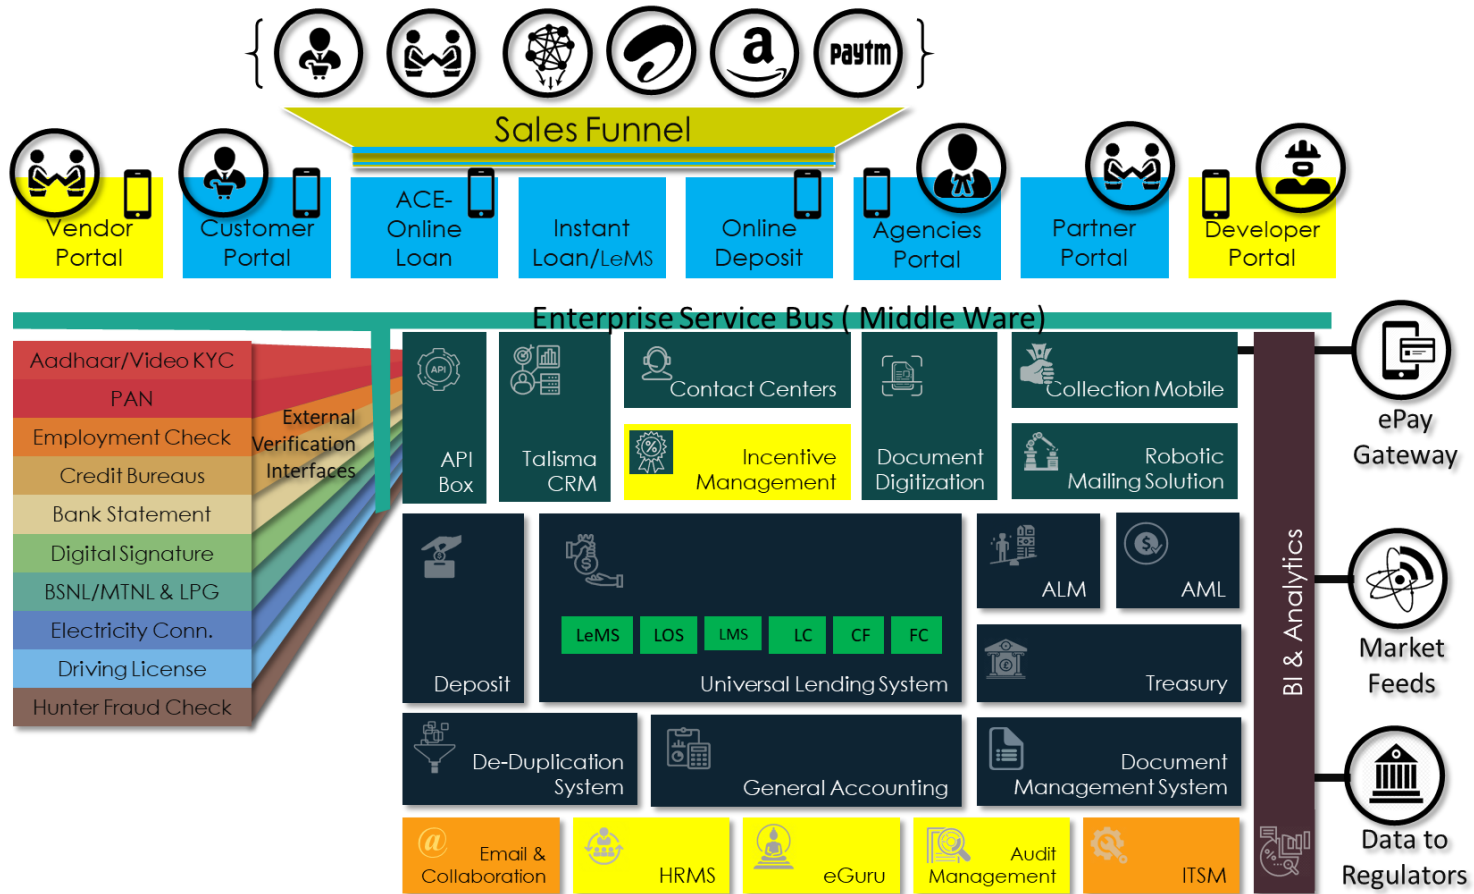 a
paytm
Sales Funnel
Vendor
Portal
Customer
Portal
ACE-
Online
Loan
Instant
Loan/LeMS
Online
Deposit
Agencies
Portal
Partner
Portal
Developer
Portal
Enterprise Service Bus ( Middle Ware)
Aadhaar/Video KYC
PAN
Employment Check
Credit Bureaus
Bank Statement
Digital Signature
BSNL/MTNL & LPG
Electricity Conn.
Driving License
Hunter Fraud Check
External
Verification
Interfaces
API
API
Box
Talisma
CRM
Contact Centers
%
Incentive
Management
Document
Digitization
Collection Mobile
Robotic
Mailing Solution
Deposit
$
LeMS
LOS
LMS
LC
CF
FC
Universal Lending System
ALM
$
AML
Treasury
De-Duplication
System
General Accounting
Document
Management System
@
Email &
Collaboration
HRMS
eGuru
Audit
Management
ITSM
BI & Analytics
ePay
Gateway
Market
Feeds
Data to
Regulators